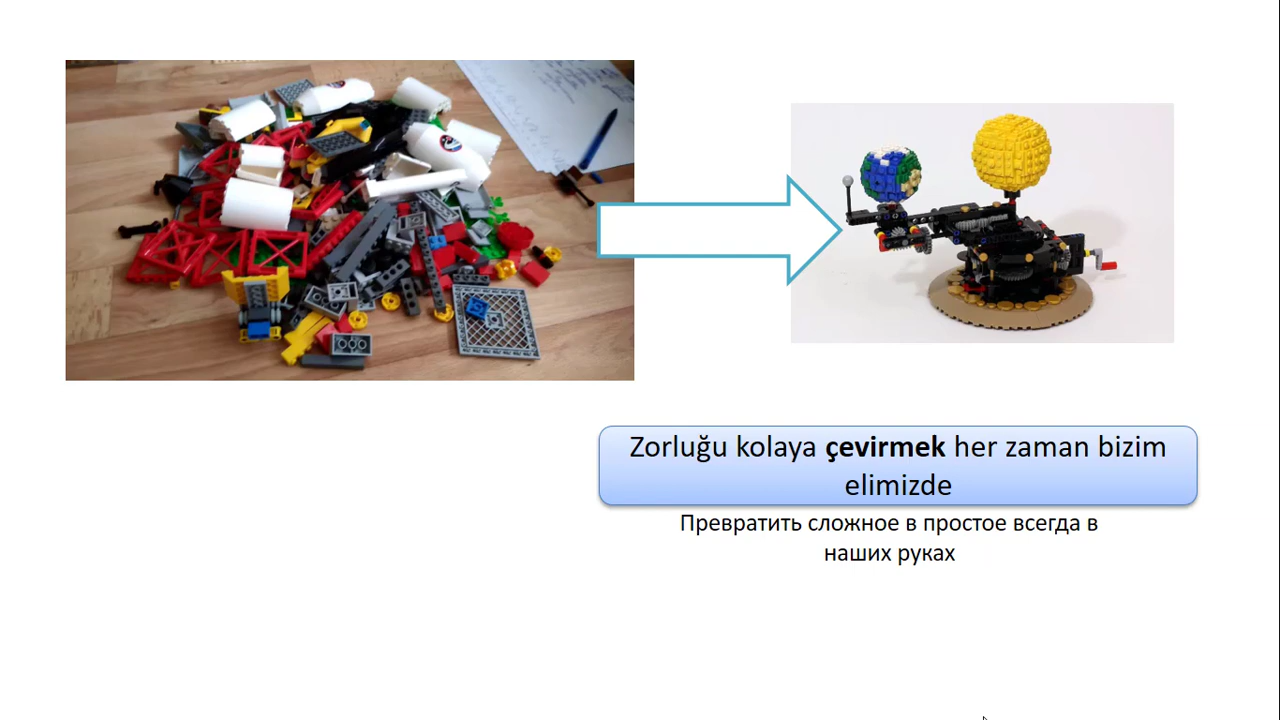 Zorluğu kolaya çevirmek her zaman bizim
elimizde
Превратить сложное в простое всегда в
наших руках